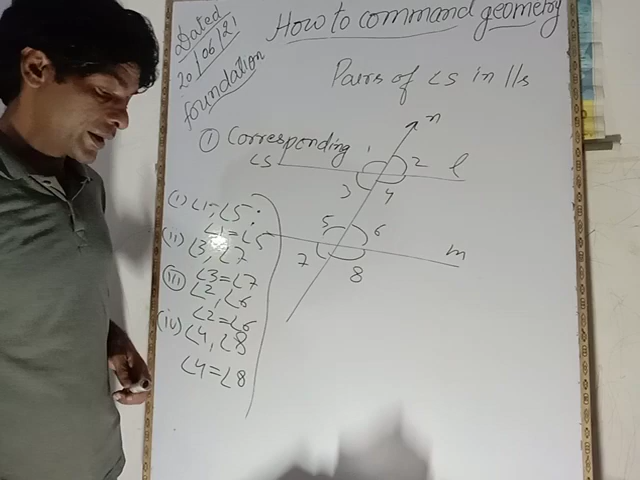 Dated
20/06/21
foundation
How to command geometry
Pairs of ∠s in ||s
① Corresponding
∠s
n
1 2 l
3 4
5 6
7 8 m
(i) ∠1, ∠5;
∠1=∠5
(ii) ∠3, ∠7
∠3=∠7
(iii) ∠2, ∠6
∠2=∠6
(iv) ∠4, ∠8
∠4=∠8